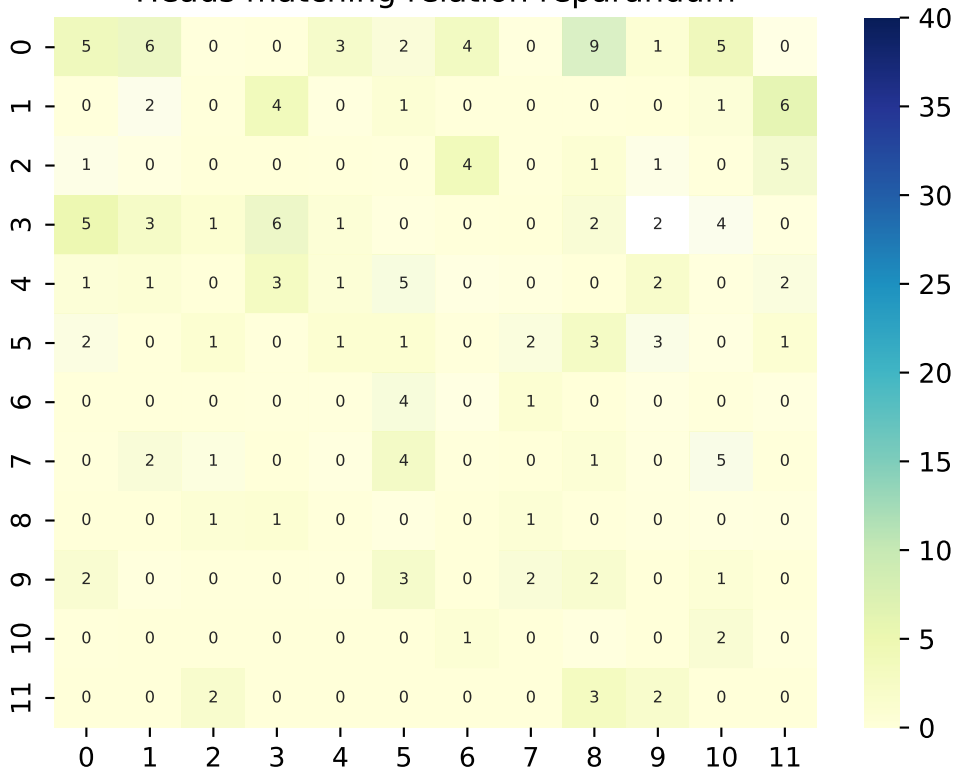 Heads matching relation reparandum
0 5 6 0 0 3 2 4 0 9 1 5 0
1 0 2 0 4 0 1 0 0 0 0 1 6
2 1 0 0 0 0 0 4 0 1 1 0 5
3 5 3 1 6 1 0 0 0 2 2 4 0
4 1 1 0 3 1 5 0 0 0 2 0 2
5 2 0 1 0 1 1 0 2 3 3 0 1
6 0 0 0 0 0 4 0 1 0 0 0 0
7 0 2 1 0 0 4 0 0 1 0 5 0
8 0 0 1 1 0 0 0 1 0 0 0 0
9 2 0 0 0 0 3 0 2 2 0 1 0
10 0 0 0 0 0 0 1 0 0 0 2 0
11 0 0 2 0 0 0 0 0 3 2 0 0
0 1 2 3 4 5 6 7 8 9 10 11
40
35
30
25
20
15
10
5
0